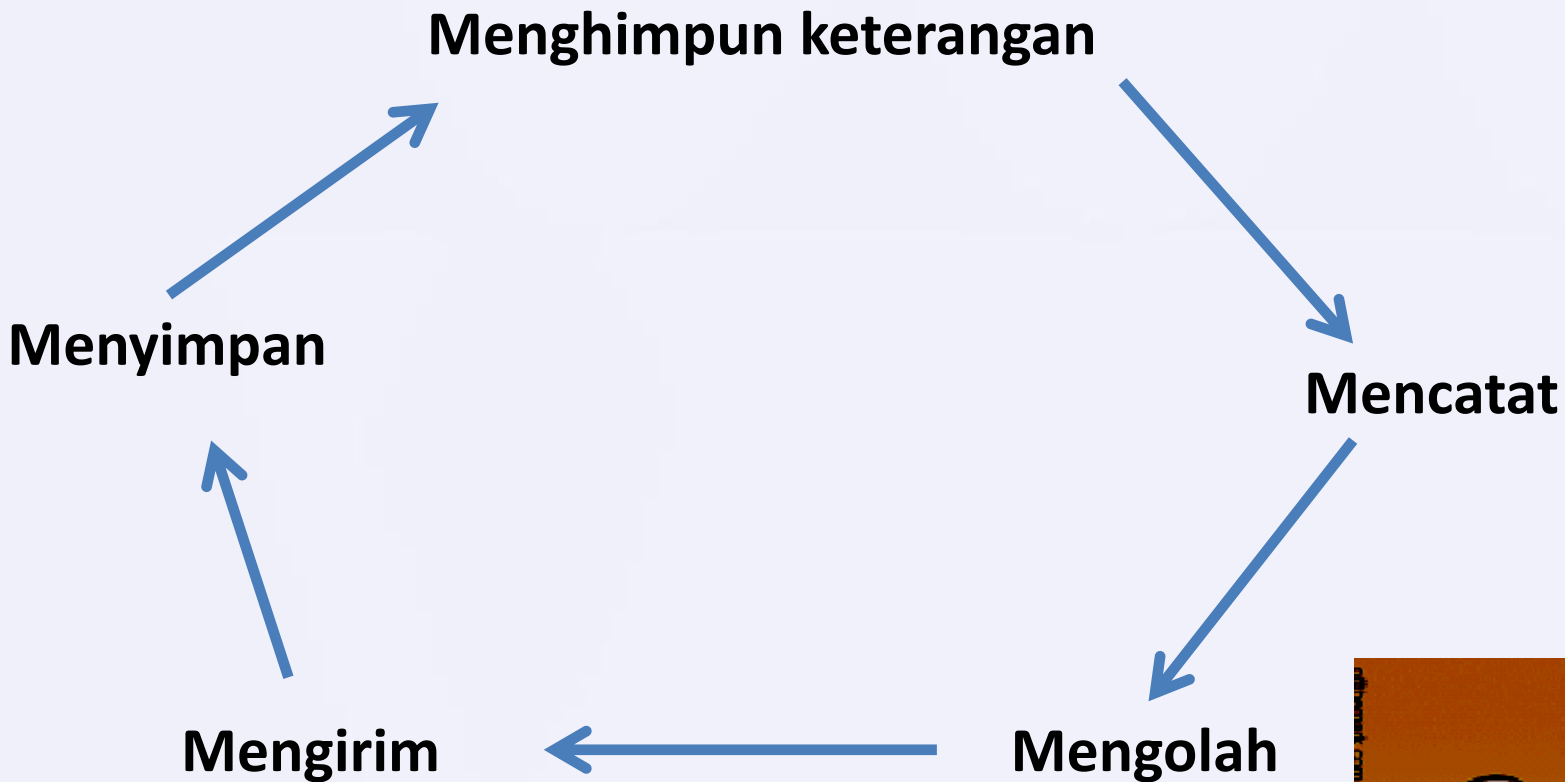 Menghimpun keterangan
Menyimpan
Mencatat
Mengirim
Mengolah